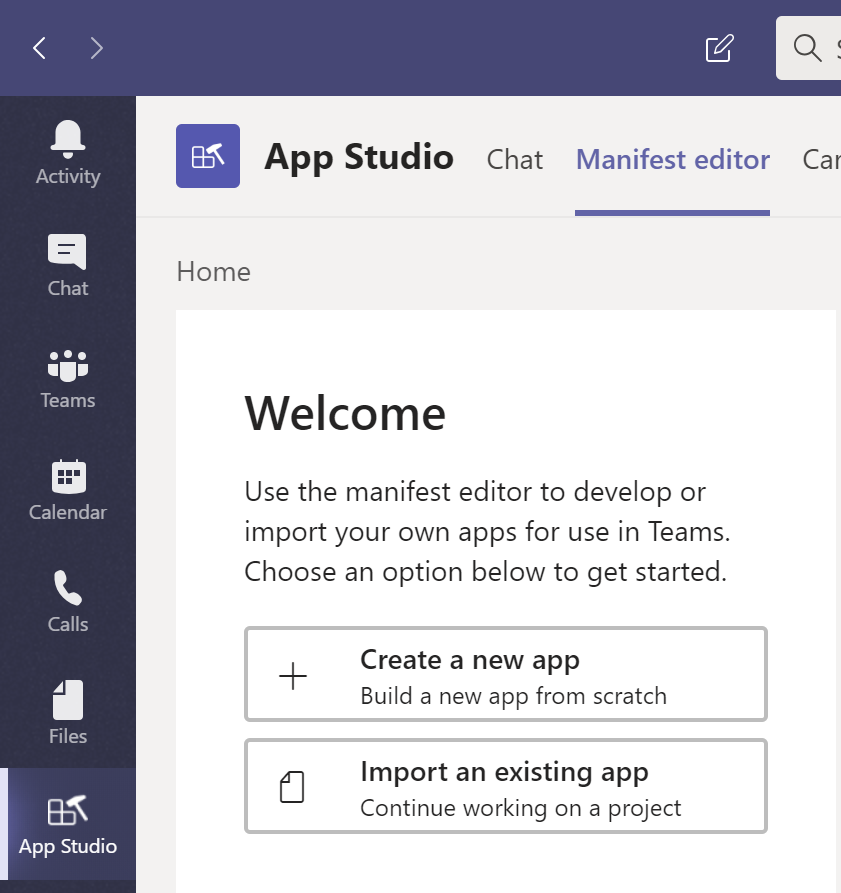 Activity
Chat
Teams
Calendar
Calls
Files
App Studio
App Studio Chat Manifest editor
Home
Welcome
Use the manifest editor to develop or
import your own apps for use in Teams.
Choose an option below to get started.
Create a new app
Build a new app from scratch
Import an existing app
Continue working on a project